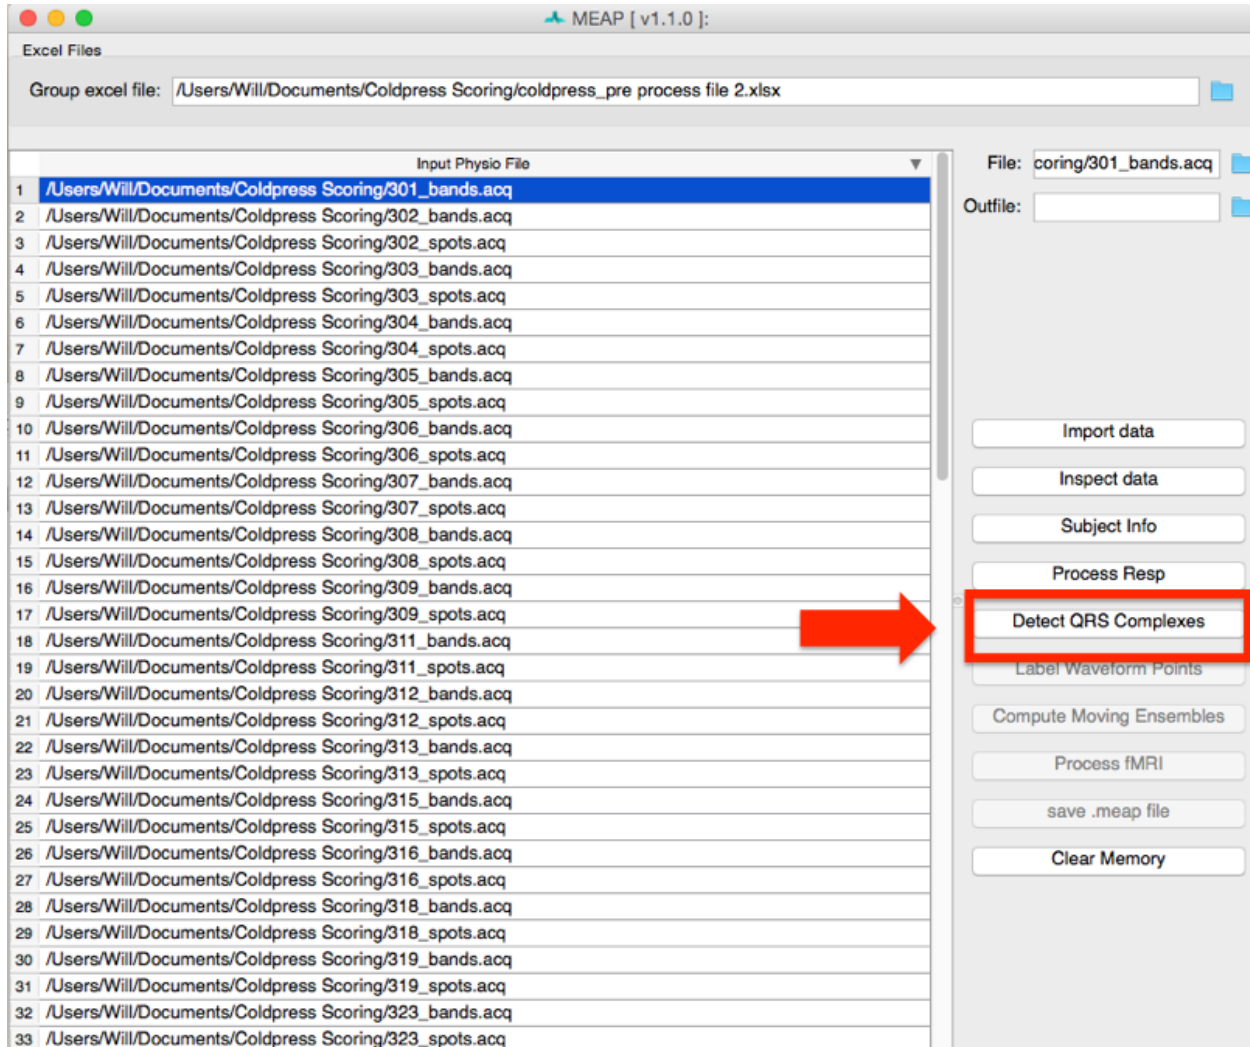 MEAP [ v1.1.0 ]:
Excel Files
Group excel file: /Users/Will/Documents/Coldpress Scoring/coldpress_pre process file 2.xlsx
Input Physio File
1 /Users/Will/Documents/Coldpress Scoring/301_bands.acq
2 /Users/Will/Documents/Coldpress Scoring/302_bands.acq
3 /Users/Will/Documents/Coldpress Scoring/302_spots.acq
4 /Users/Will/Documents/Coldpress Scoring/303_bands.acq
5 /Users/Will/Documents/Coldpress Scoring/303_spots.acq
6 /Users/Will/Documents/Coldpress Scoring/304_bands.acq
7 /Users/Will/Documents/Coldpress Scoring/304_spots.acq
8 /Users/Will/Documents/Coldpress Scoring/305_bands.acq
9 /Users/Will/Documents/Coldpress Scoring/305_spots.acq
10 /Users/Will/Documents/Coldpress Scoring/306_bands.acq
11 /Users/Will/Documents/Coldpress Scoring/306_spots.acq
12 /Users/Will/Documents/Coldpress Scoring/307_bands.acq
13 /Users/Will/Documents/Coldpress Scoring/307_spots.acq
14 /Users/Will/Documents/Coldpress Scoring/308_bands.acq
15 /Users/Will/Documents/Coldpress Scoring/308_spots.acq
16 /Users/Will/Documents/Coldpress Scoring/309_bands.acq
17 /Users/Will/Documents/Coldpress Scoring/309_spots.acq
18 /Users/Will/Documents/Coldpress Scoring/311_bands.acq
19 /Users/Will/Documents/Coldpress Scoring/311_spots.acq
20 /Users/Will/Documents/Coldpress Scoring/312_bands.acq
21 /Users/Will/Documents/Coldpress Scoring/312_spots.acq
22 /Users/Will/Documents/Coldpress Scoring/313_bands.acq
23 /Users/Will/Documents/Coldpress Scoring/313_spots.acq
24 /Users/Will/Documents/Coldpress Scoring/315_bands.acq
25 /Users/Will/Documents/Coldpress Scoring/315_spots.acq
26 /Users/Will/Documents/Coldpress Scoring/316_bands.acq
27 /Users/Will/Documents/Coldpress Scoring/316_spots.acq
28 /Users/Will/Documents/Coldpress Scoring/318_bands.acq
29 /Users/Will/Documents/Coldpress Scoring/318_spots.acq
30 /Users/Will/Documents/Coldpress Scoring/319_bands.acq
31 /Users/Will/Documents/Coldpress Scoring/319_spots.acq
32 /Users/Will/Documents/Coldpress Scoring/323_bands.acq
33 /Users/Will/Documents/Coldpress Scoring/323_spots.acq
File: coring/301_bands.acq
Outfile:
Import data
Inspect data
Subject Info
Process Resp
Detect QRS Complexes
Label Waveform Points
Compute Moving Ensembles
Process fMRI
save .meap file
Clear Memory